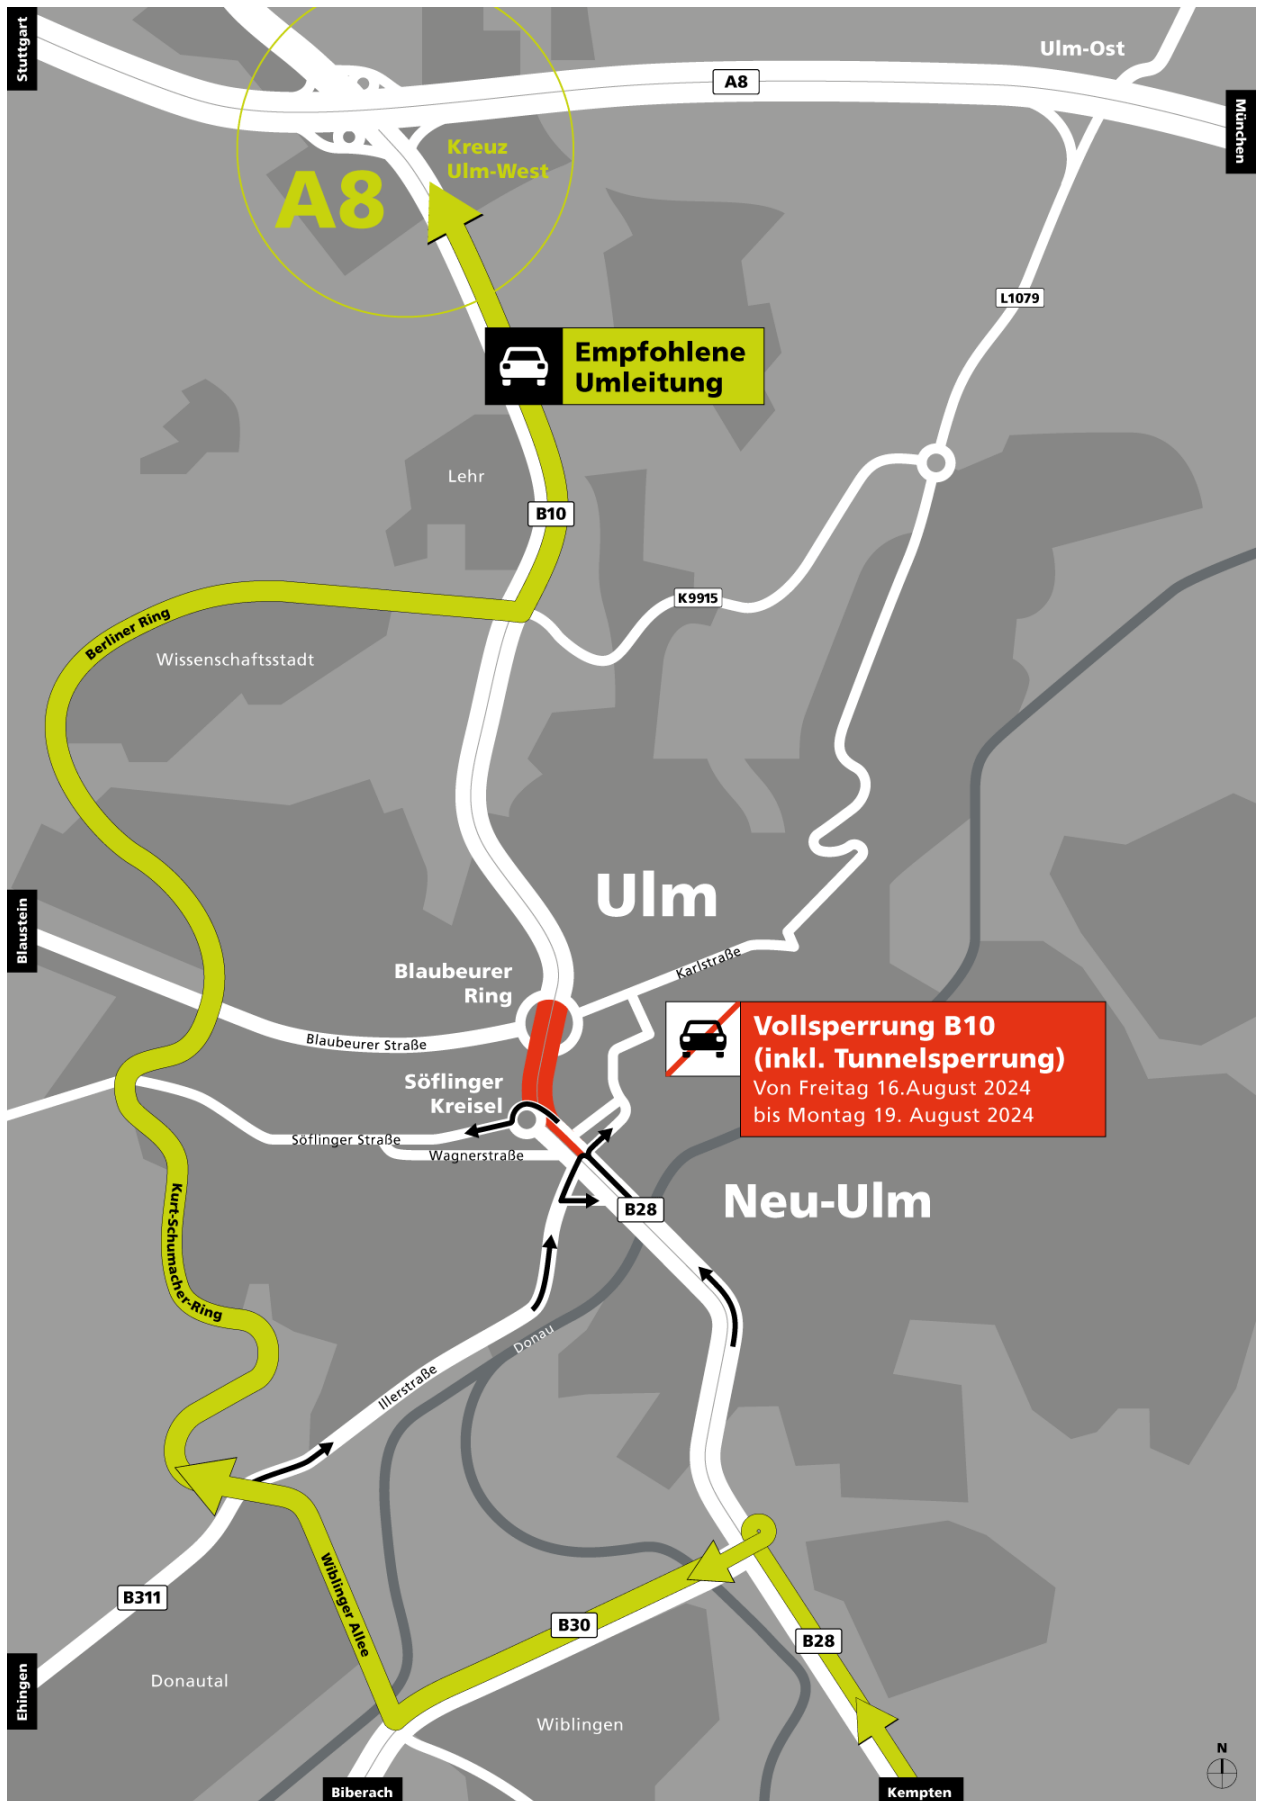 Stuttgart
Ulm-Ost
A8
München
Kreuz
Ulm-West
A8
L1079
Empfohlene
Umleitung
Lehr
B10
K9915
Berliner Ring
Wissenschaftsstadt
Ulm
Blaustein
Karlstraße
Blaubeurer
Ring
Blaubeurer Straße
Vollsperrung B10
(inkl. Tunnelsperrung)
Von Freitag 16.August 2024
bis Montag 19. August 2024
Söflinger
Kreisel
Söflinger Straße
Wagnerstraße
Neu-Ulm
B28
Kurt-Schumacher-Ring
Donau
Illerstraße
B311
Wiblinger Allee
B30
B28
Ehingen
Donautal
Wiblingen
N
Biberach
Kempten